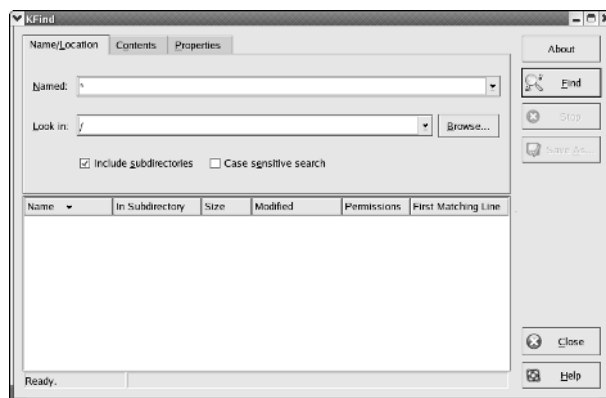 KFind
Name/Location Contents Properties
About
Named: *
Find
Look in: /
Browse...
Stop
Include subdirectories Case sensitive search
Save As...
Name In Subdirectory Size Modified Permissions First Matching Line
Close
Ready.
Help